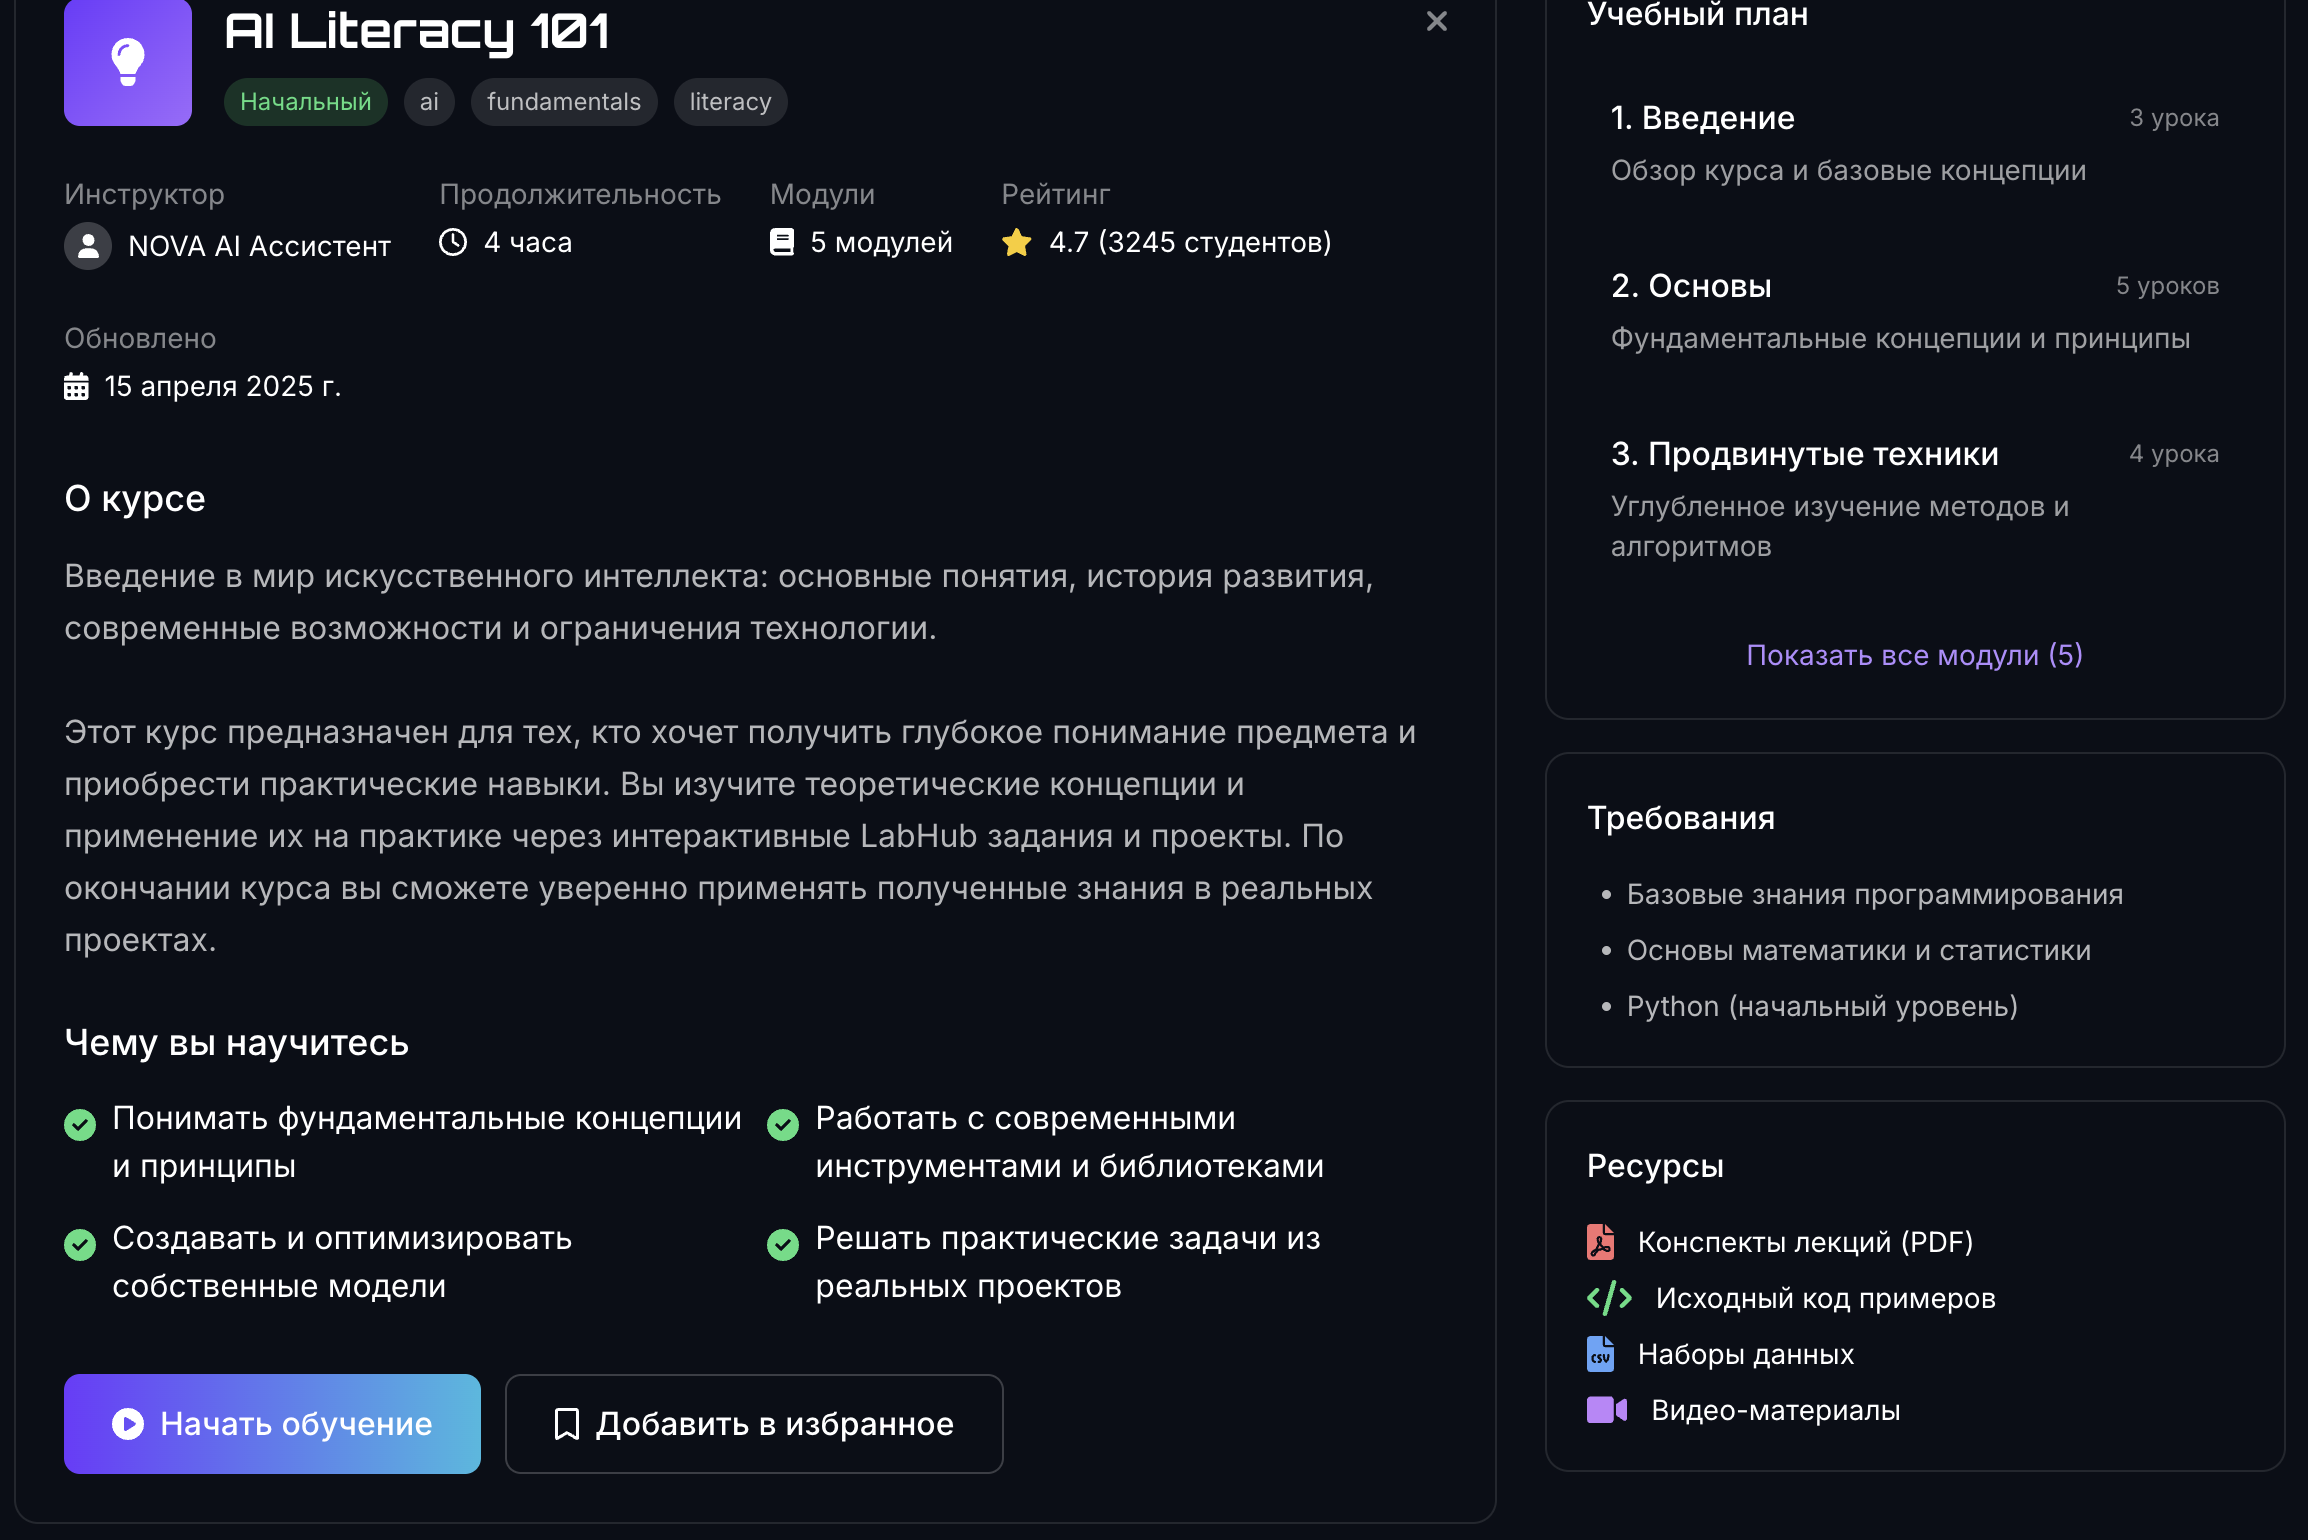 AI Literacy 101
Начальный
ai
fundamentals
literacy
Инструктор
NOVA AI Ассистент
Продолжительность
4 часа
Модули
5 модулей
Рейтинг
4.7 (3245 студентов)
Обновлено
15 апреля 2025 г.
О курсе
Введение в мир искусственного интеллекта: основные понятия, история развития,
современные возможности и ограничения технологии.
Этот курс предназначен для тех, кто хочет получить глубокое понимание предмета и
приобрести практические навыки. Вы изучите теоретические концепции и
применение их на практике через интерактивные LabHub задания и проекты. По
окончании курса вы сможете уверенно применять полученные знания в реальных
проектах.
Чему вы научитесь
Понимать фундаментальные концепции
и принципы
Работать с современными
инструментами и библиотеками
Создавать и оптимизировать
собственные модели
Решать практические задачи из
реальных проектов
Начать обучение
Добавить в избранное
Учебный план
1. Введение
3 урока
Обзор курса и базовые концепции
2. Основы
5 уроков
Фундаментальные концепции и принципы
3. Продвинутые техники
4 урока
Углубленное изучение методов и
алгоритмов
Показать все модули (5)
Требования
• Базовые знания программирования
• Основы математики и статистики
• Python (начальный уровень)
Ресурсы
Конспекты лекций (PDF)
</> Исходный код примеров
CSV Наборы данных
Видео-материалы